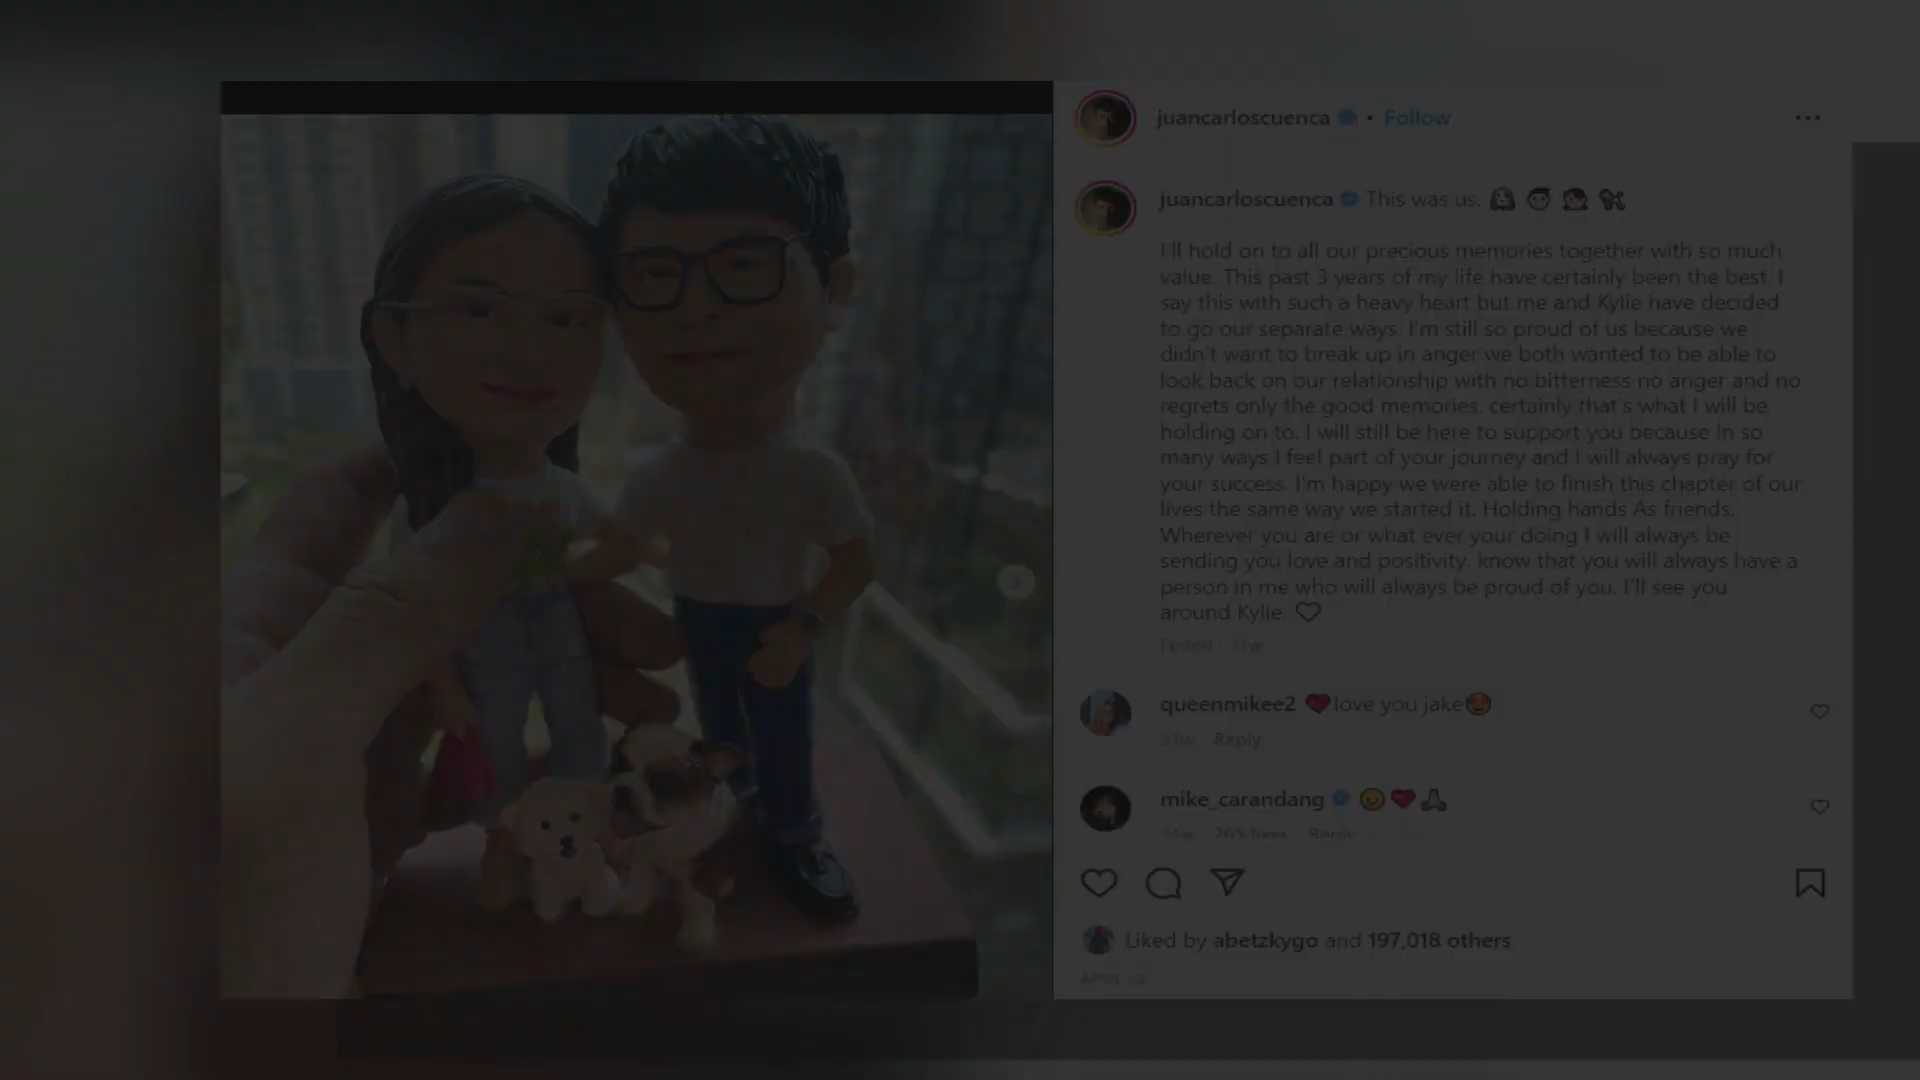 juancarloscuenca • Follow
juancarloscuenca This was us.
I'll hold on to all our precious memories together with so much
value. This past 3 years of my life have certainly been the best. I
say this with such a heavy heart but me and Kylie have decided
to go our separate ways. I'm still so proud of us because we
didn't want to break up in anger we both wanted to be able to
look back on our relationship with no bitterness no anger and no
regrets only the good memories. certainly that's what I will be
holding on to. I will still be here to support you because In so
many ways I feel part of your journey and I will always pray for
your success. I'm happy we were able to finish this chapter of our
lives the same way we started it. Holding hands As friends.
Wherever you are or what ever your doing I will always be
sending you love and positivity. know that you will always have a
person in me who will always be proud of you. I'll see you
around Kylie.
queenmikee2 ❤️love you jake🤩
Reply
mike_carandang
Reply
Liked by abetzkygo and 197,018 others